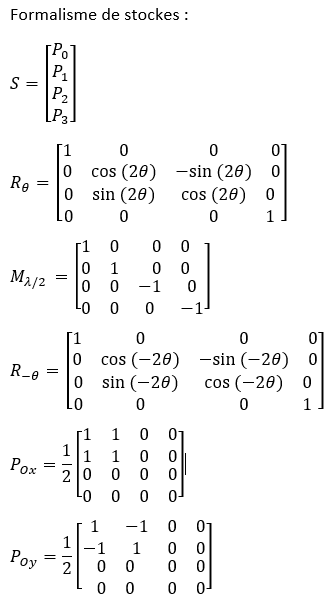 Formalisme de stockes :
S = [P₀
P₁
P₂
P₃]
R_θ = [1 0 0 0
0 cos (2θ) −sin (2θ) 0
0 sin (2θ) cos (2θ) 0
0 0 0 1]
M_λ/2 = [1 0 0 0
0 1 0 0
0 0 −1 0
0 0 0 −1]
R_−θ = [1 0 0 0
0 cos (−2θ) −sin (−2θ) 0
0 sin (−2θ) cos (−2θ) 0
0 0 0 1]
P_Ox = 1/2 [1 1 0 0
1 1 0 0
0 0 0 0
0 0 0 0]
P_Oy = 1/2 [1 −1 0 0
−1 1 0 0
0 0 0 0
0 0 0 0]